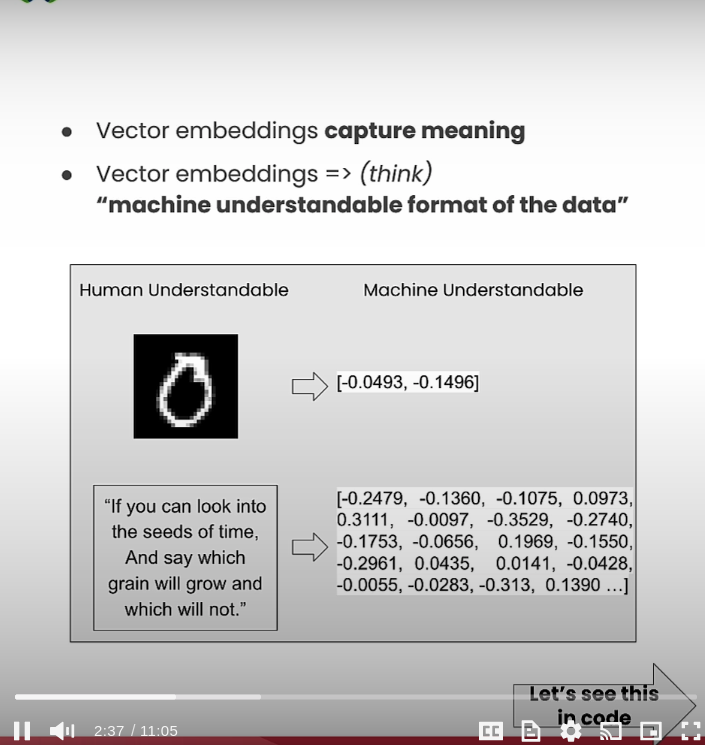 ● Vector embeddings capture meaning
● Vector embeddings => (think)
“machine understandable format of the data”
Human Understandable Machine Understandable
[-0.0493, -0.1496]
“If you can look into
the seeds of time,
And say which
grain will grow and
which will not.”
[-0.2479, -0.1360, -0.1075, 0.0973,
0.3111, -0.0097, -0.3529, -0.2740,
-0.1753, -0.0656, 0.1969, -0.1550,
-0.2961, 0.0435, 0.0141, -0.0428,
-0.0055, -0.0283, -0.313, 0.1390 ...]
Let’s see this
in code
2:37 / 11:05
CC